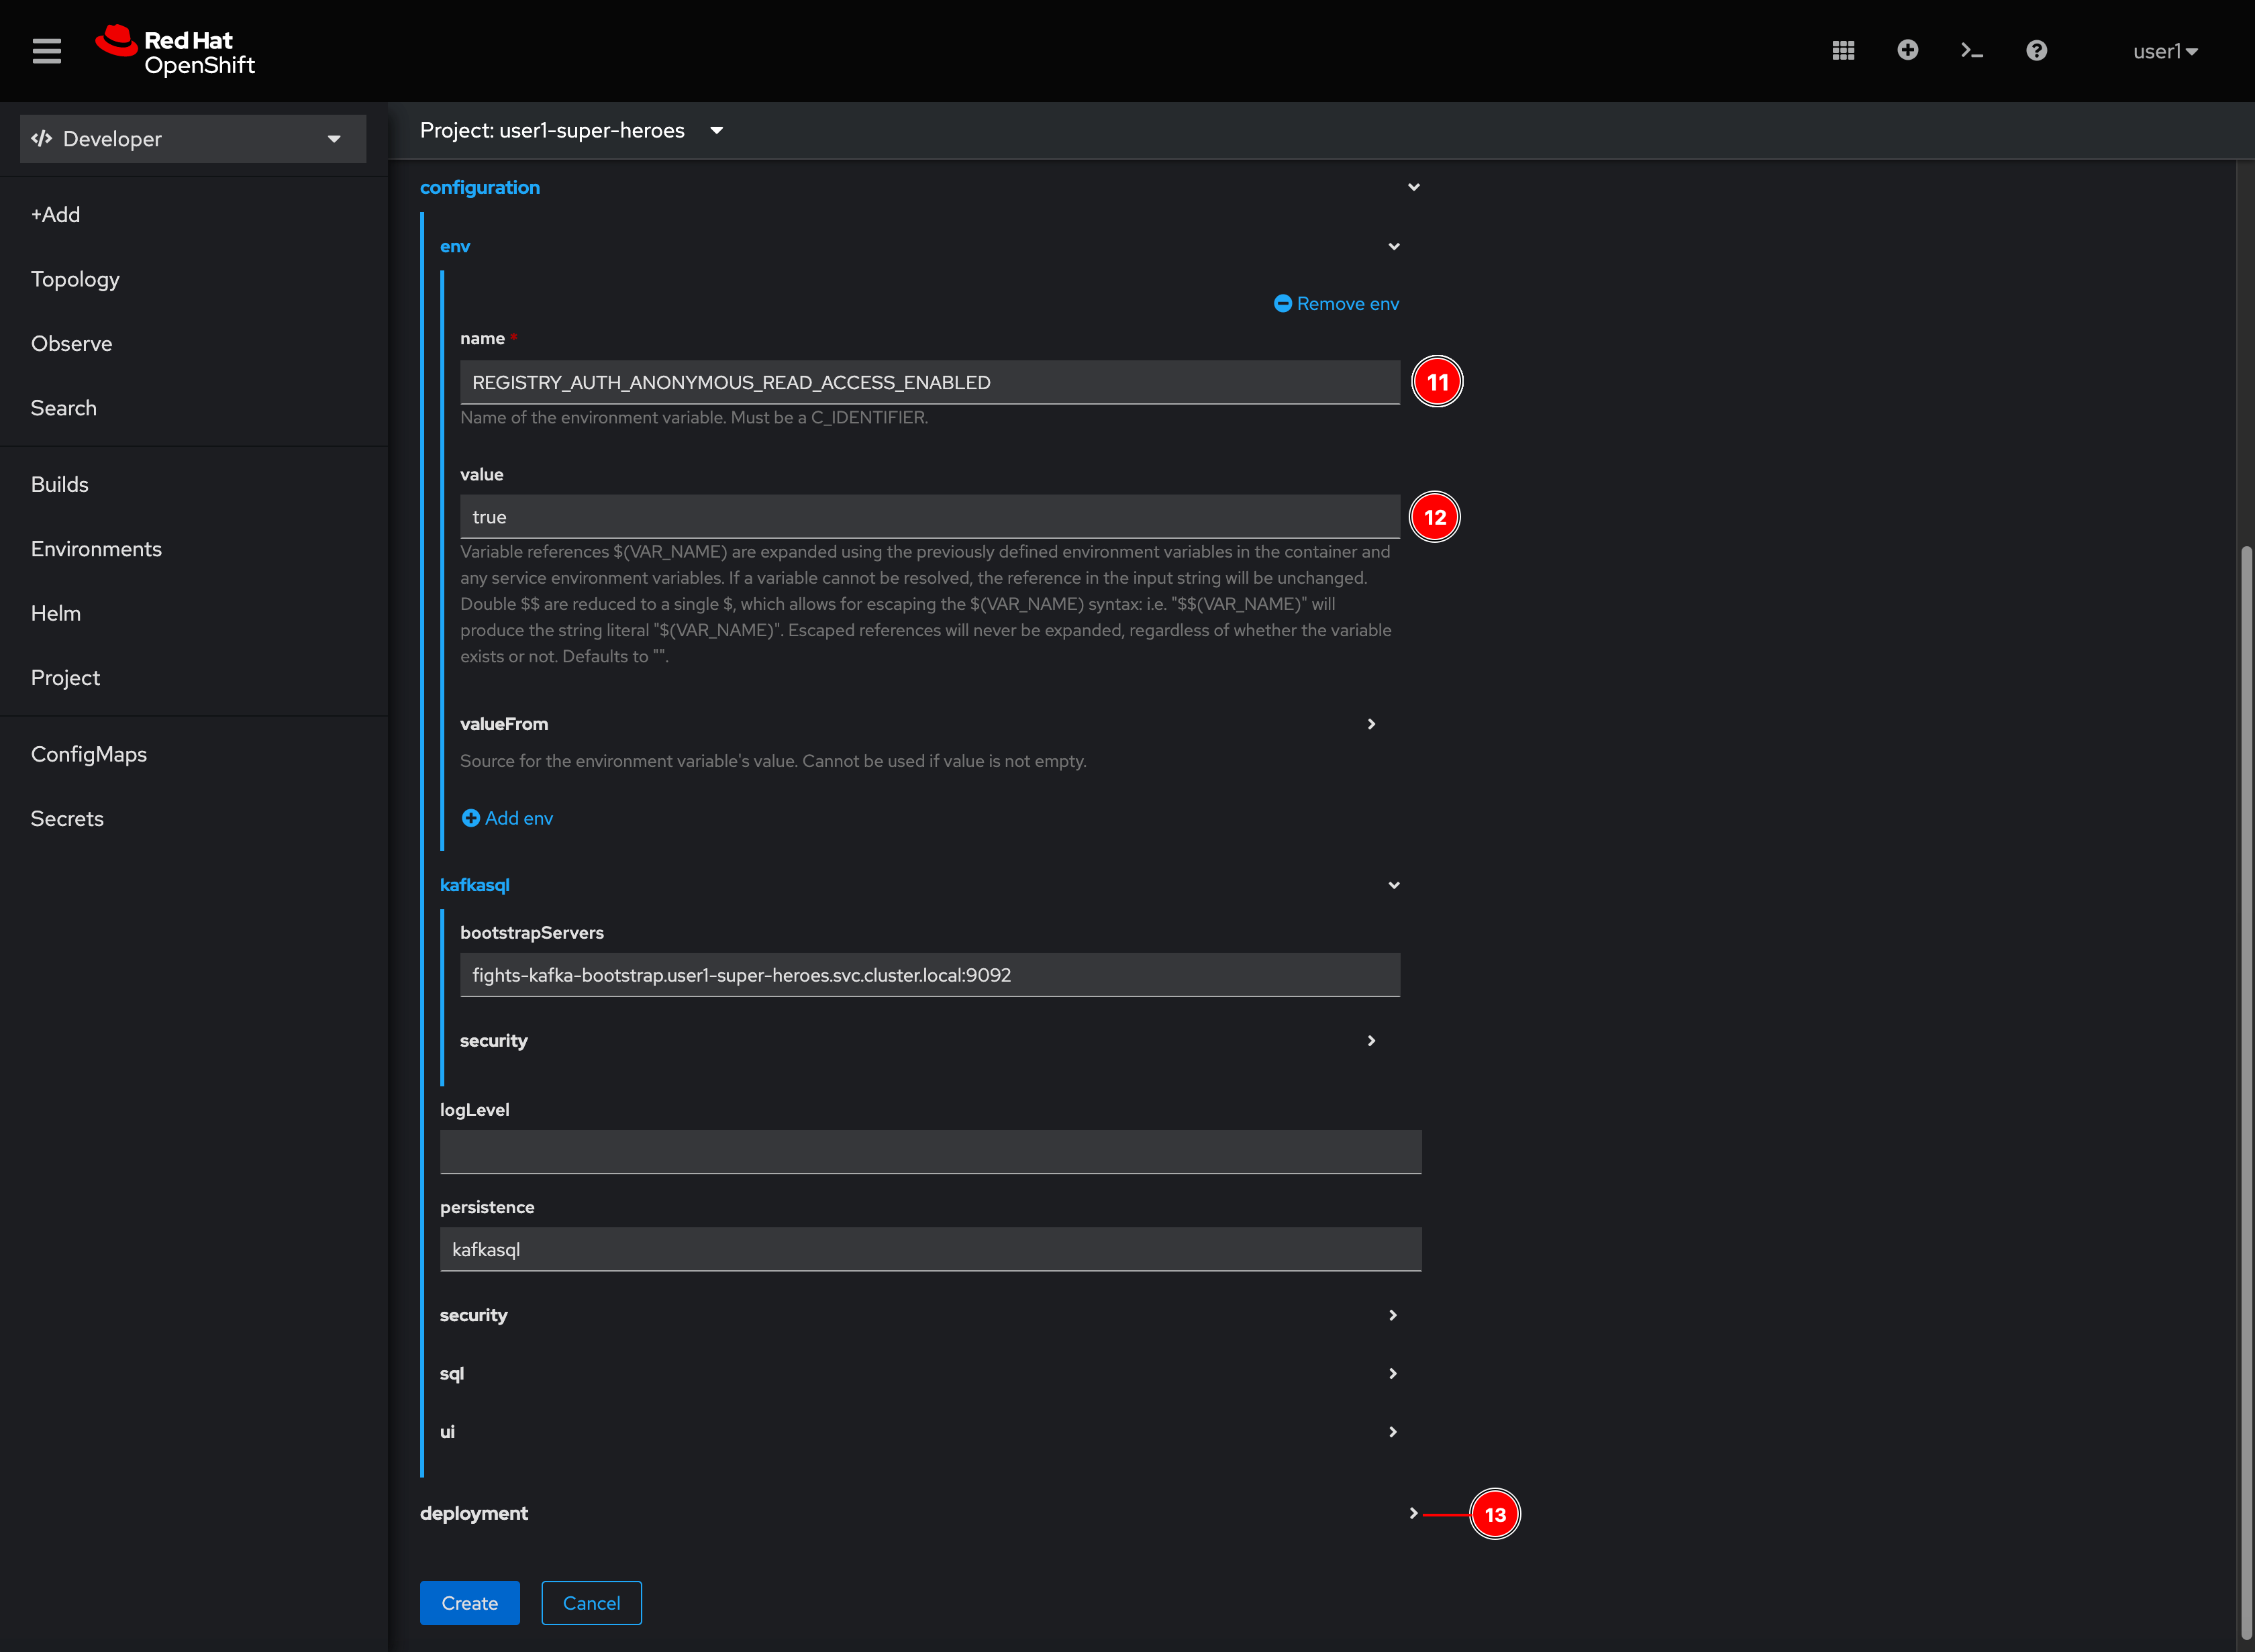 Red Hat
OpenShift
user1
Developer
Project: user1-super-heroes
+Add
Topology
Observe
Search
Builds
Environments
Helm
Project
ConfigMaps
Secrets
configuration
env
Remove env
name *
REGISTRY_AUTH_ANONYMOUS_READ_ACCESS_ENABLED
11
Name of the environment variable. Must be a C_IDENTIFIER.
value
true
12
Variable references $(VAR_NAME) are expanded using the previously defined environment variables in the container and
any service environment variables. If a variable cannot be resolved, the reference in the input string will be unchanged.
Double $$ are reduced to a single $, which allows for escaping the $(VAR_NAME) syntax: i.e. "$$(VAR_NAME)" will
produce the string literal "$(VAR_NAME)". Escaped references will never be expanded, regardless of whether the variable
exists or not. Defaults to "".
valueFrom
Source for the environment variable's value. Cannot be used if value is not empty.
Add env
kafkasql
bootstrapServers
fights-kafka-bootstrap.user1-super-heroes.svc.cluster.local:9092
security
logLevel
persistence
kafkasql
security
sql
ui
deployment
13
Create
Cancel